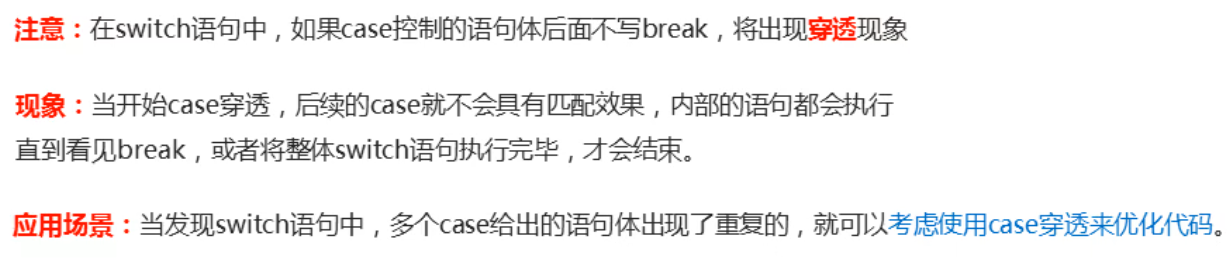 注意：在switch语句中，如果case控制的语句体后面不写break，将出现穿透现象
现象：当开始case穿透，后续的case就不会具有匹配效果，内部的语句都会执行
直到看见break，或者将整体switch语句执行完毕，才会结束。
应用场景：当发现switch语句中，多个case给出的语句体出现了重复的，就可以考虑使用case穿透来优化代码。